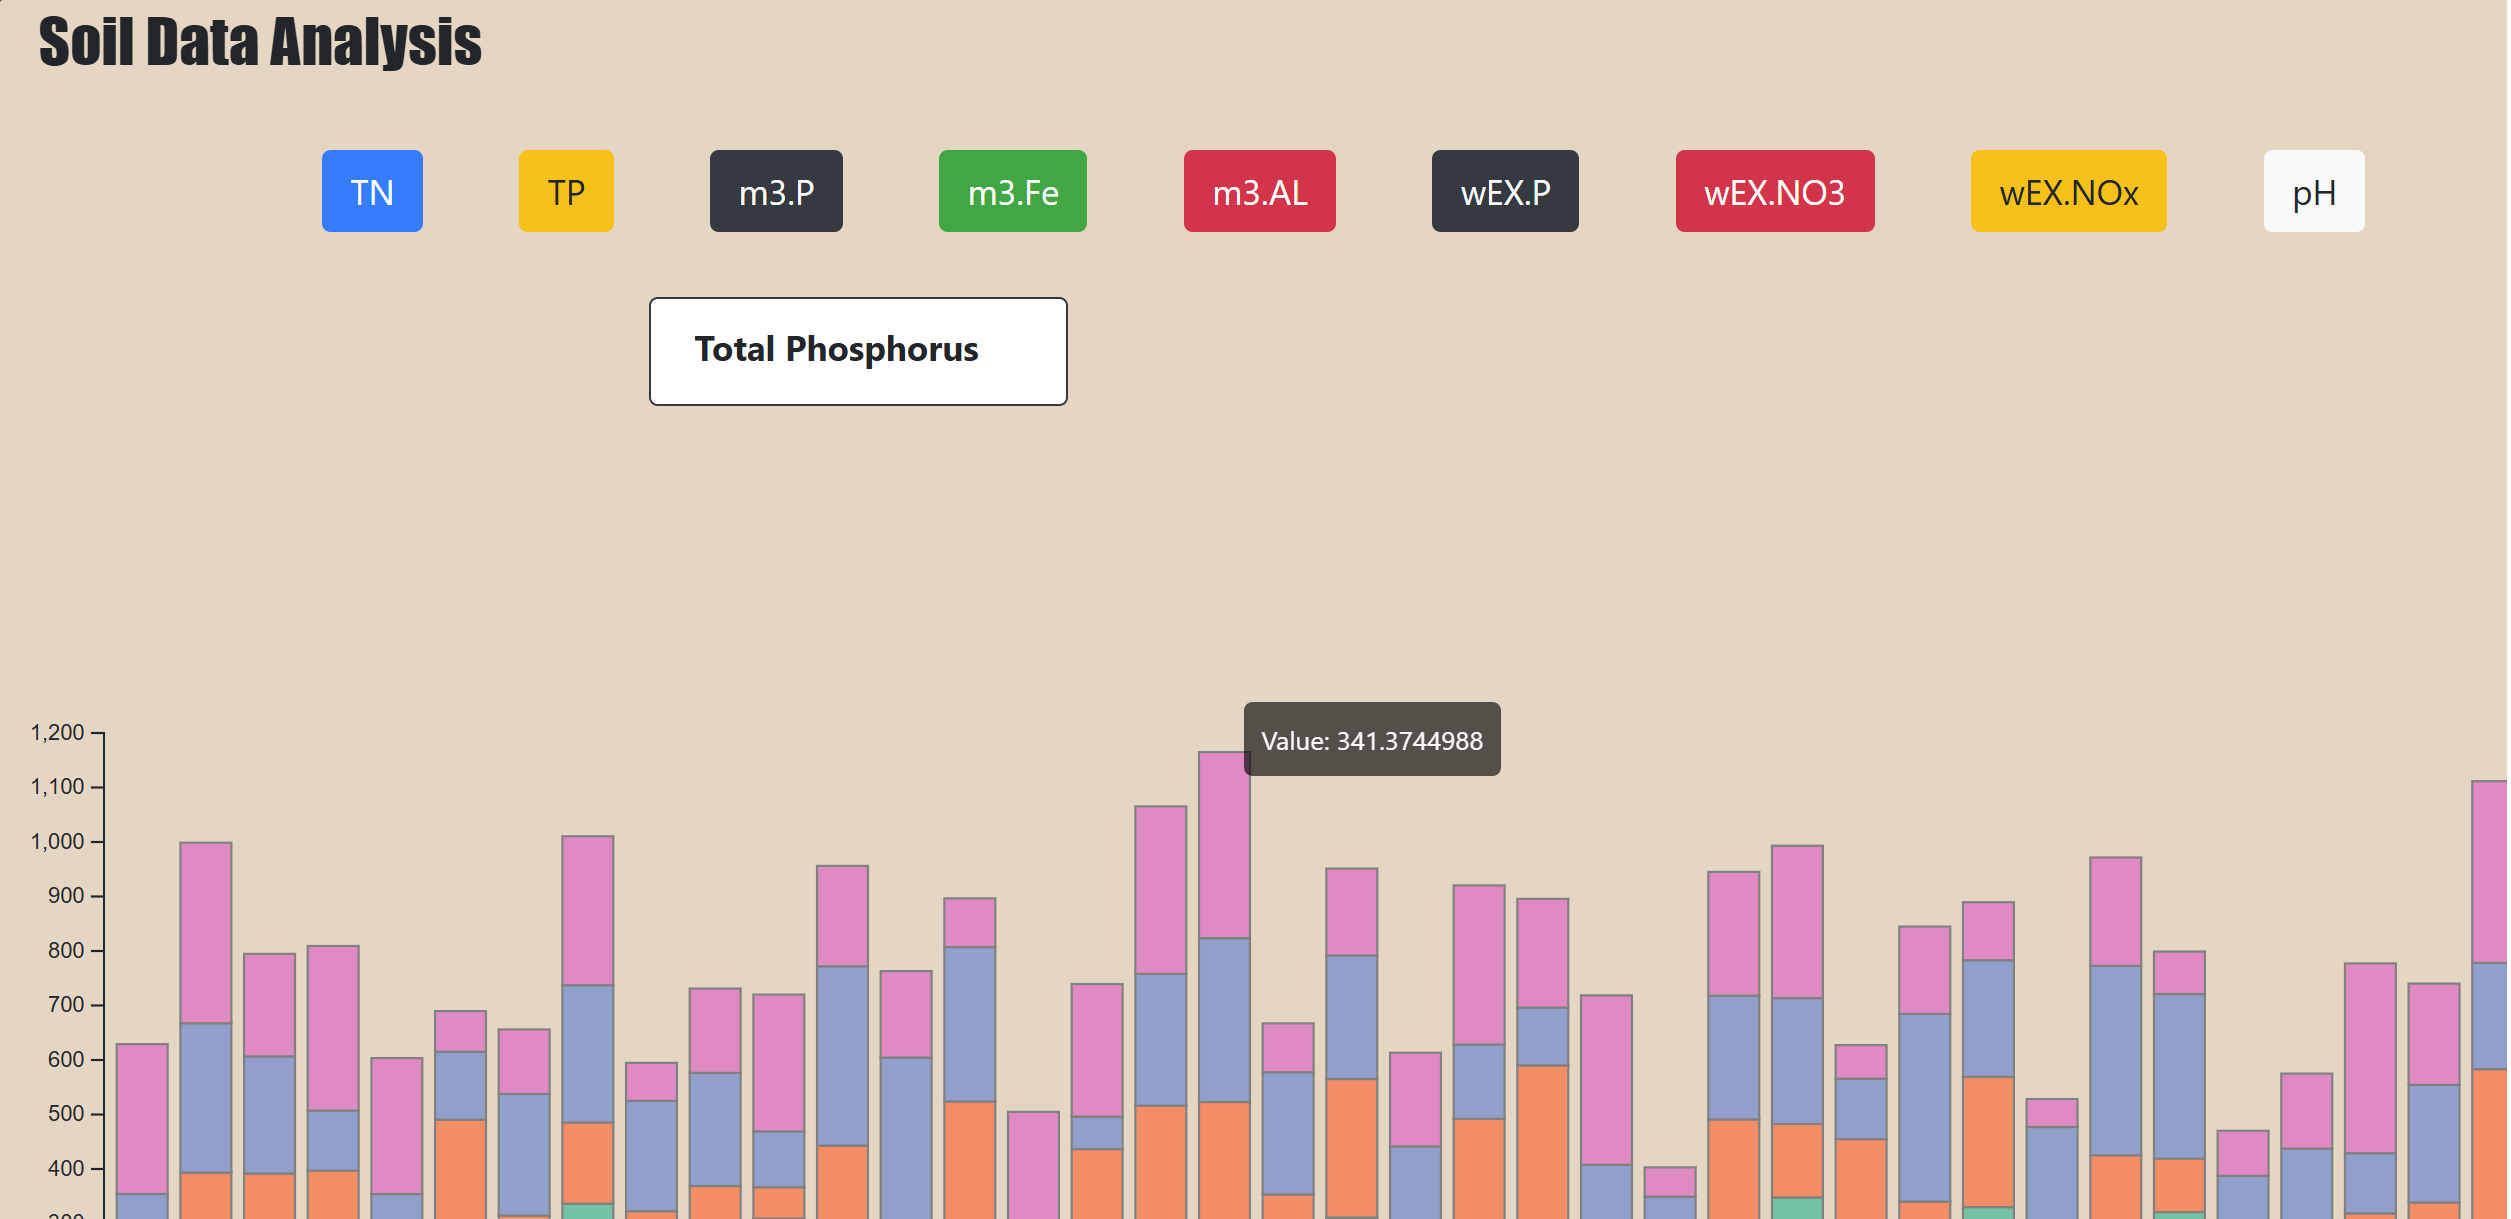 Soil Data Analysis
TN TP m3.P m3.Fe m3.AL wEX.P wEX.NO3 wEX.NOx pH
Total Phosphorus
Value: 341.3744988
1,200
1,100
1,000
900
800
700
600
500
400